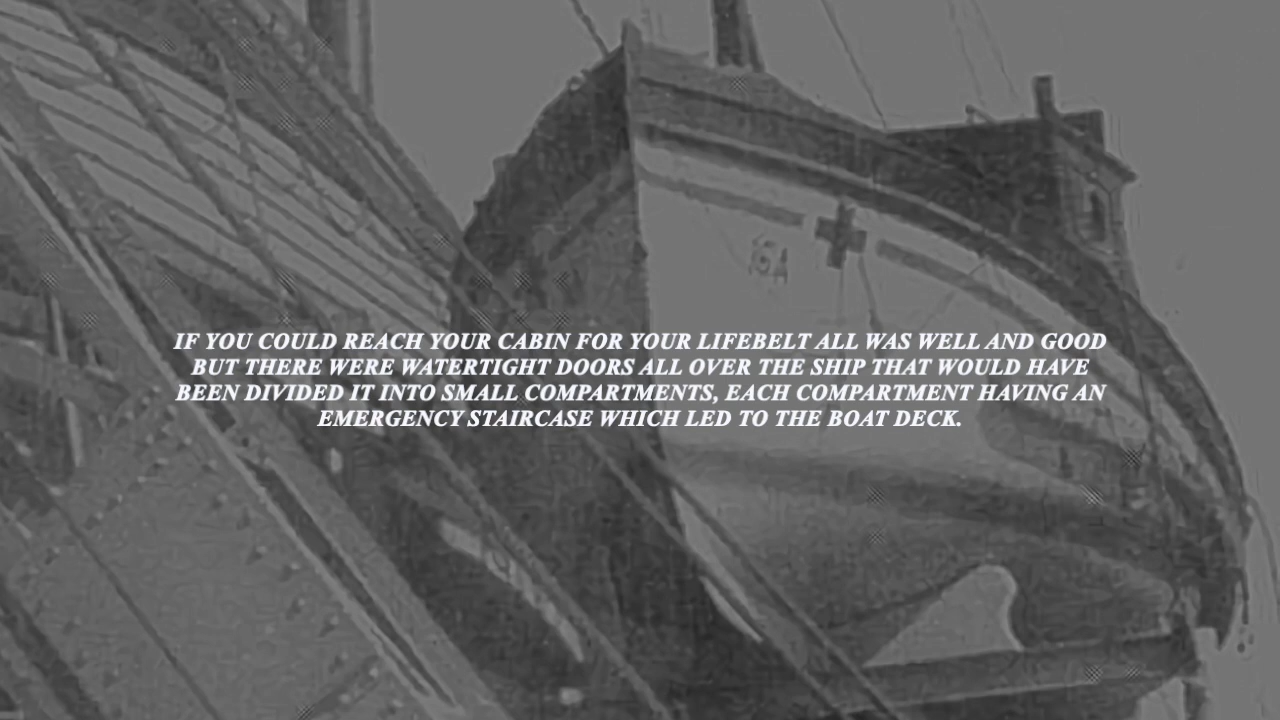 16A
IF YOU COULD REACH YOUR CABIN FOR YOUR LIFEBELT ALL WAS WELL AND GOOD
BUT THERE WERE WATERTIGHT DOORS ALL OVER THE SHIP THAT WOULD HAVE
BEEN DIVIDED IT INTO SMALL COMPARTMENTS, EACH COMPARTMENT HAVING AN
EMERGENCY STAIRCASE WHICH LED TO THE BOAT DECK.